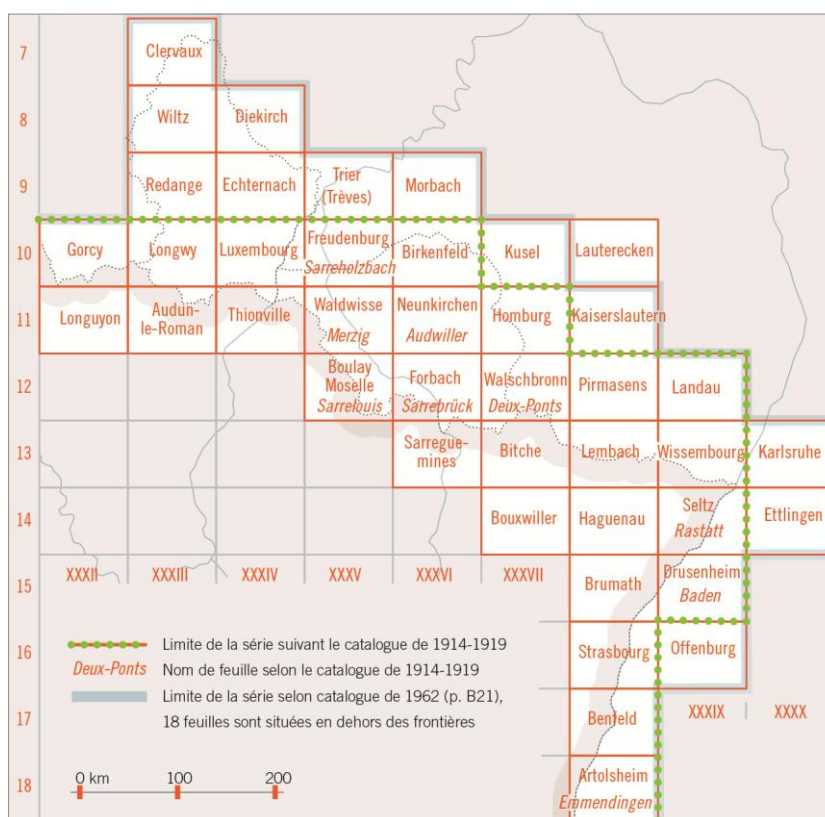 7
Clervaux
8
Wiltz
Diekirch
9
Redange
Echternach
Trier
(Trèves)
Morbach
10
Gorcy
Longwy
Luxembourg
Freudenburg
Sarreholzbach
Birkenfeld
Kusel
Lauterecken
11
Longuyon
Audun-
le-Roman
Thionville
Waldwisse
Merzig
Neunkirchen
Audwiller
Homburg
Kaiserslautern
12
Boulay
Moselle
Sarrelouis
Forbach
Sarrebrück
Walschbronn
Deux-Ponts
Pirmasens
Landau
13
Sarregue-
mines
Bitche
Lembach
Wissembourg
Karlsruhe
14
Bouxwiller
Haguenau
Seltz
Rastatt
Ettlingen
15
XXXII
XXXIII
XXXIV
XXXV
XXXVI
XXXVII
Brumath
Drusenheim
Baden
16
Limite de la série suivant le catalogue de 1914-1919
Deux-Ponts
Nom de feuille selon le catalogue de 1914-1919
Strasbourg
Offenburg
17
Limite de la série selon catalogue de 1962 (p. B21),
18 feuilles sont situées en dehors des frontières
Benfeld
XXXIX
XXXX
18
0 km
100
200
Artolsheim
Emmendingen